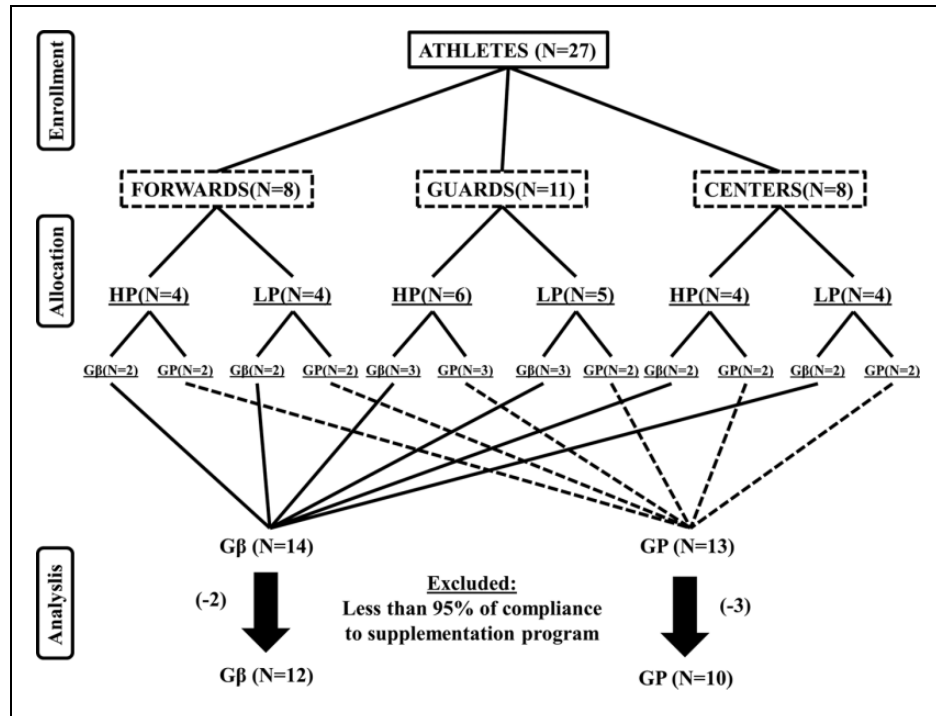 Enrollment
ATHLETES (N=27)
FORWARDS(N=8)
GUARDS(N=11)
CENTERS(N=8)
Allocation
HP(N=4)
LP(N=4)
HP(N=6)
LP(N=5)
HP(N=4)
LP(N=4)
Gβ(N=2)
GP(N=2)
Gβ(N=2)
GP(N=2)
Gβ(N=3)
GP(N=3)
Gβ(N=3)
GP(N=2)
Gβ(N=2)
GP(N=2)
Gβ(N=2)
GP(N=2)
Analyslis
Gβ (N=14)
GP (N=13)
(-2)
Excluded:
Less than 95% of compliance
to supplementation program
(-3)
Gβ (N=12)
GP (N=10)